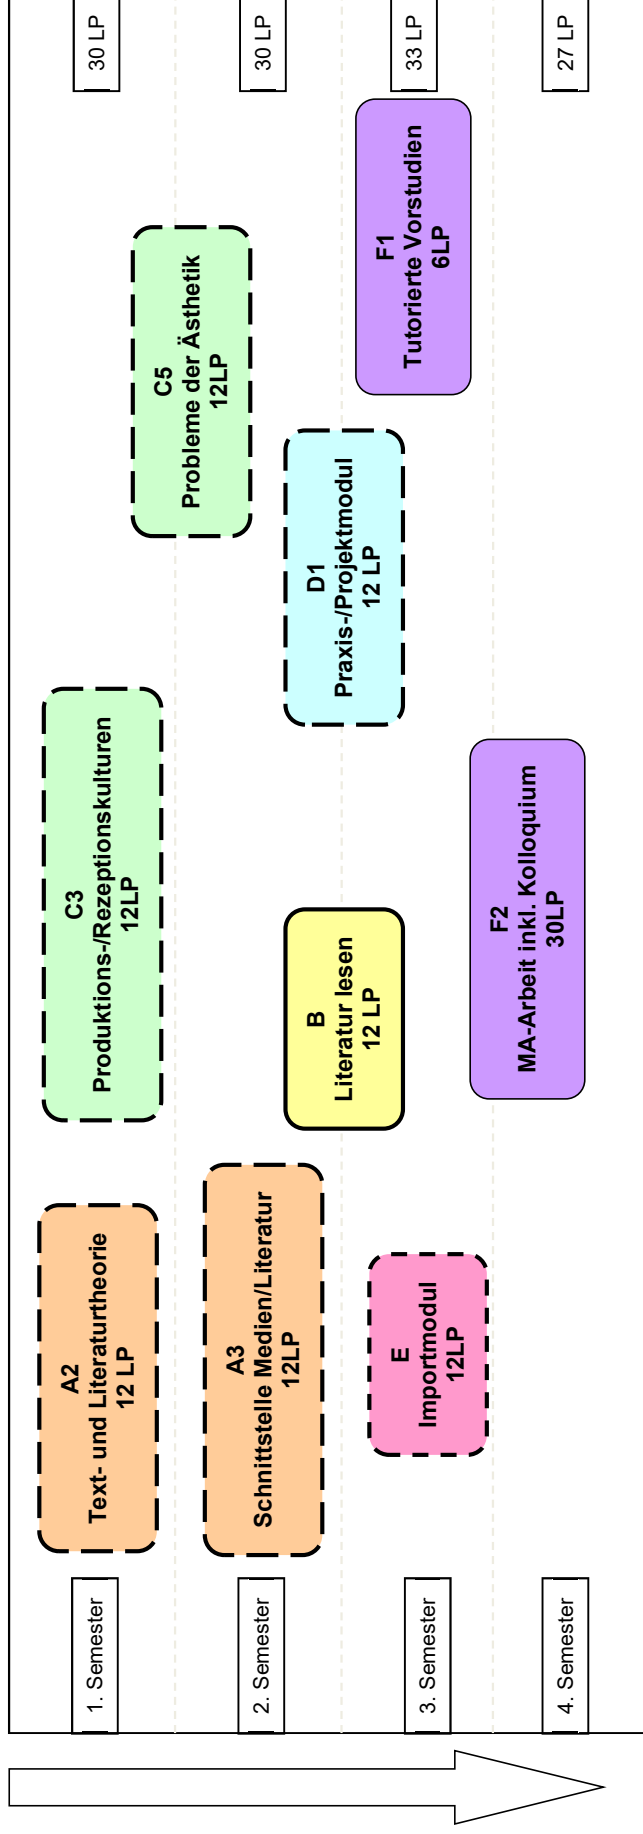 1. Semester
A2
Text- und Literaturtheorie
12 LP
C3
Produktions-/Rezeptionskulturen
12LP
C5
Probleme der Ästhetik
12LP
30 LP
2. Semester
A3
Schnittstelle Medien/Literatur
12LP
B
Literatur lesen
12 LP
D1
Praxis-/Projektmodul
12 LP
30 LP
3. Semester
E
Importmodul
12LP
F1
Tutorierte Vorstudien
6LP
33 LP
4. Semester
F2
MA-Arbeit inkl. Kolloquium
30LP
27 LP